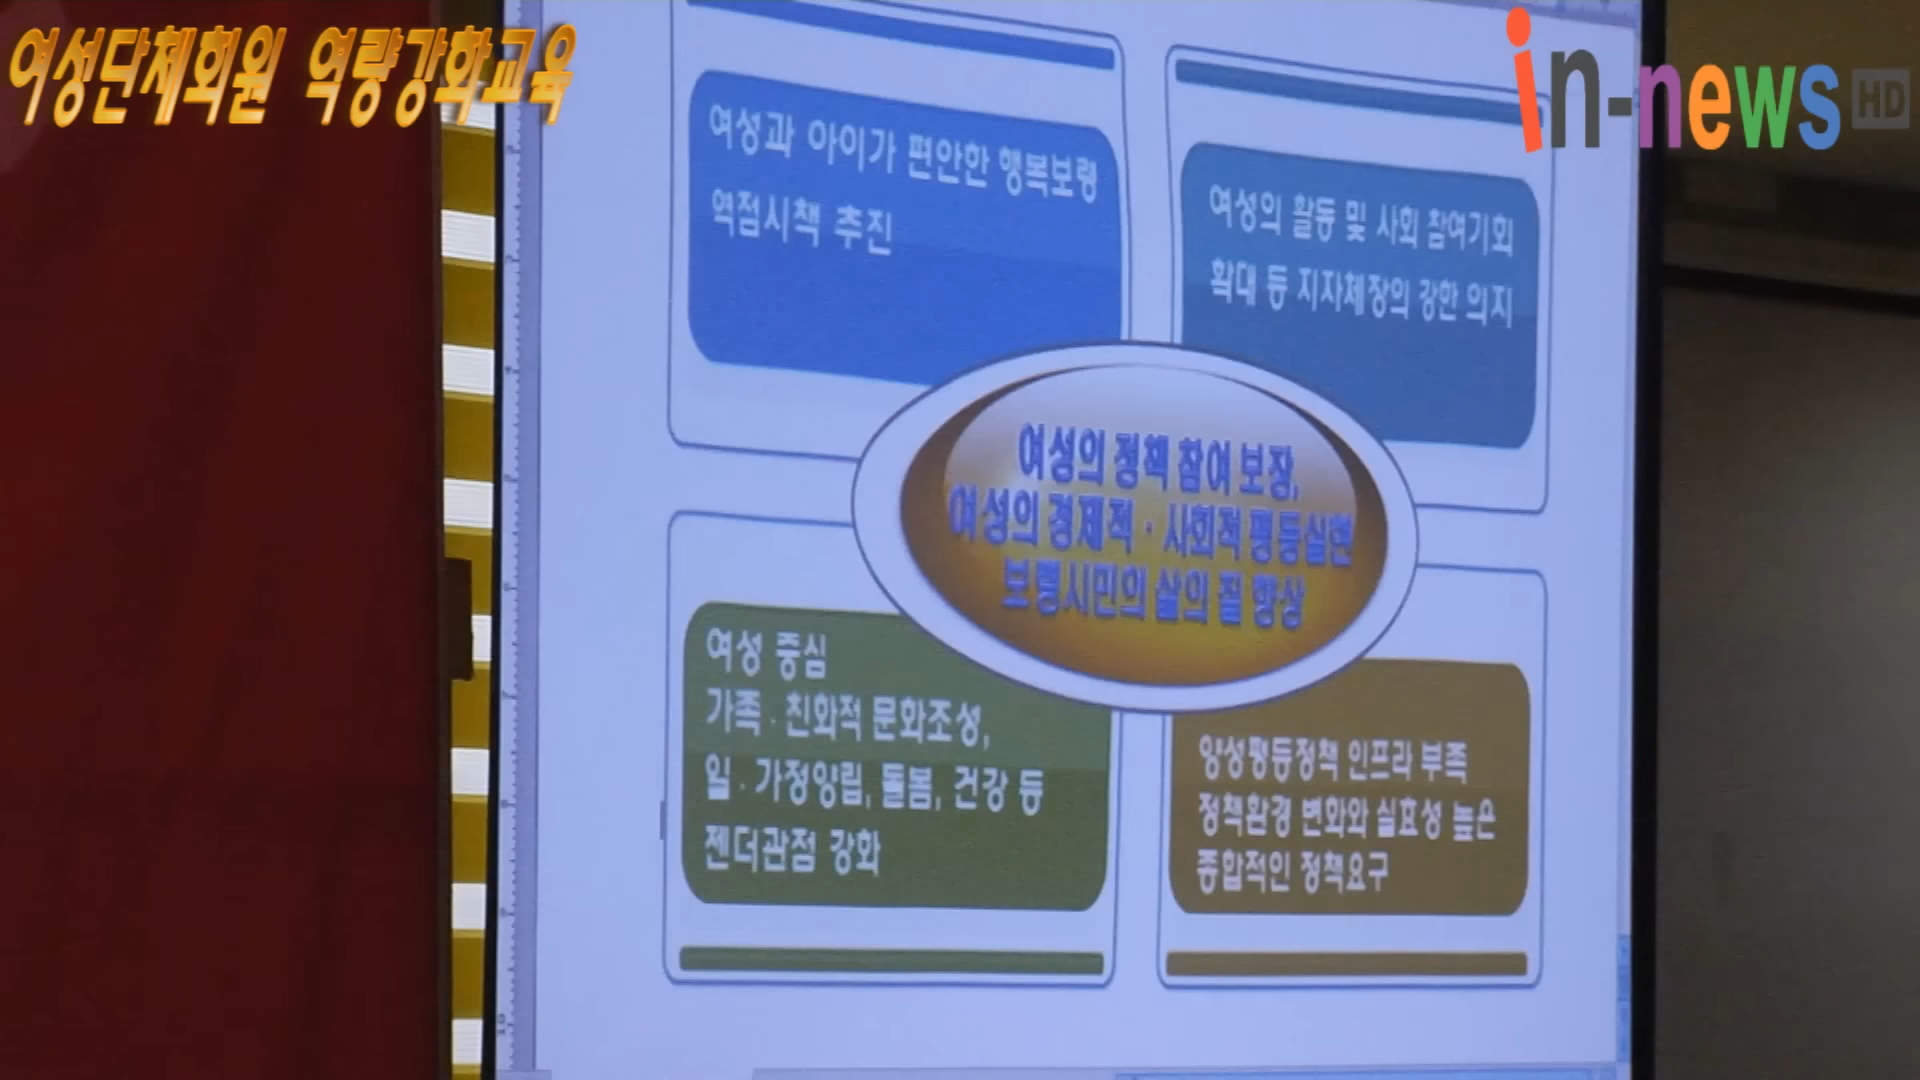 여성단체회원 역량강화교육
in-news HD
여성과 아이가 편안한 행복보령
역점시책 추진
여성의 활동 및 사회 참여기회
확대 등 지자체장의 강한 의지
여성의 정책 참여 보장,
여성의 경제적 · 사회적 평등실현
보령시민의 삶의 질 향상
여성 중심
가족 · 친화적 문화조성,
일 · 가정양립, 돌봄, 건강 등
젠더관점 강화
양성평등정책 인프라 부족
정책환경 변화와 실효성 높은
종합적인 정책요구